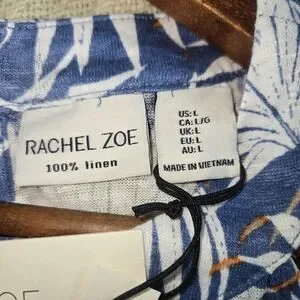 RACHEL ZOE
100% linen
US: L
CA: L/G
UK: L
EU: L
AU: L
MADE IN VIETNAM